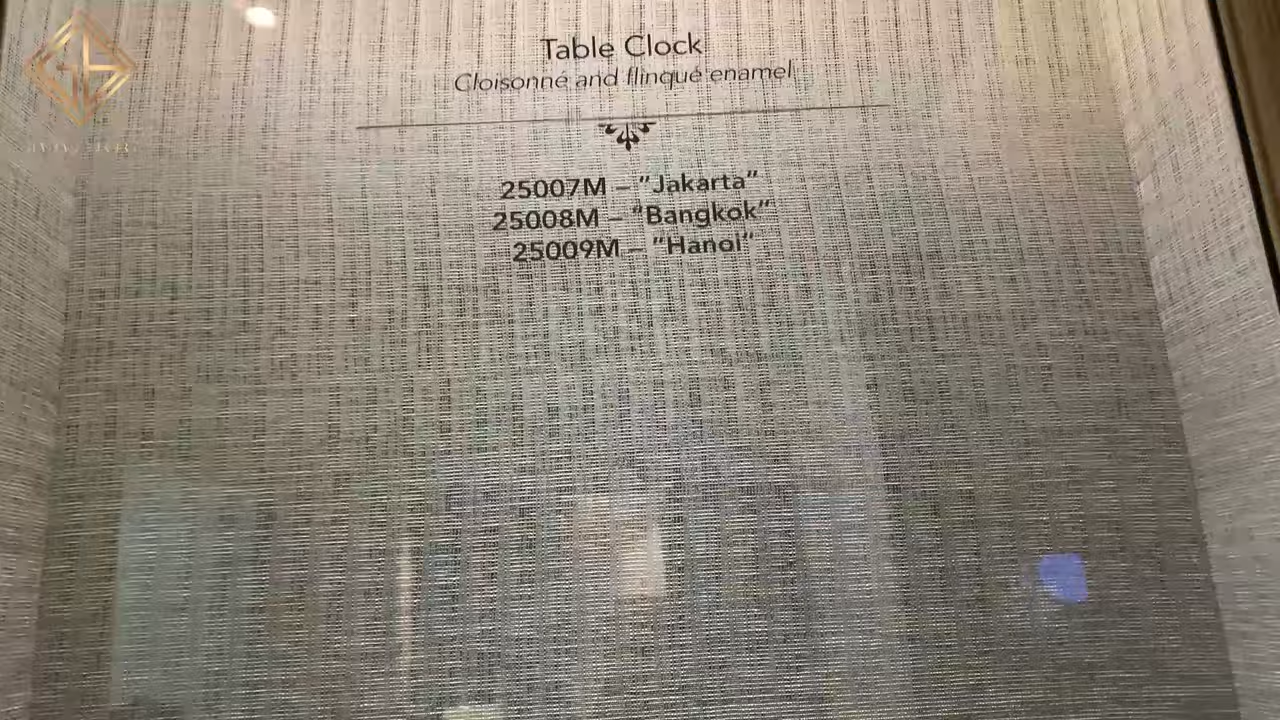 Table Clock
Cloisonné and flinqué enamel
25007M – "Jakarta"
25008M – "Bangkok"
25009M – "Hanoi"